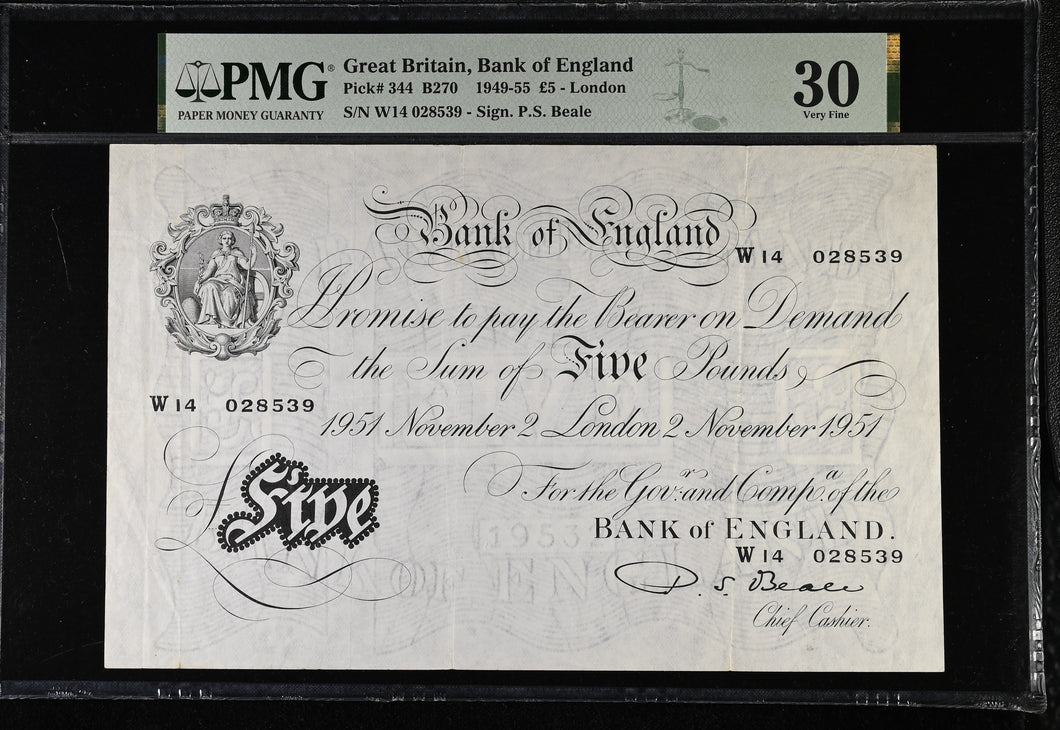 PMG®
PAPER MONEY GUARANTY
Great Britain, Bank of England
Pick# 344 B270 1949-55 £5 - London
S/N W14 028539 - Sign. P.S. Beale
30
Very Fine
Bank of England
W14 028539
I Promise to pay the Bearer on Demand
the Sum of Five Pounds
W14 028539
1951 November 2 London 2 November 1951
£Five
For the Gov:r and Comp:a of the
BANK of ENGLAND.
W14 028539
P. S. Beale
Chief Cashier.